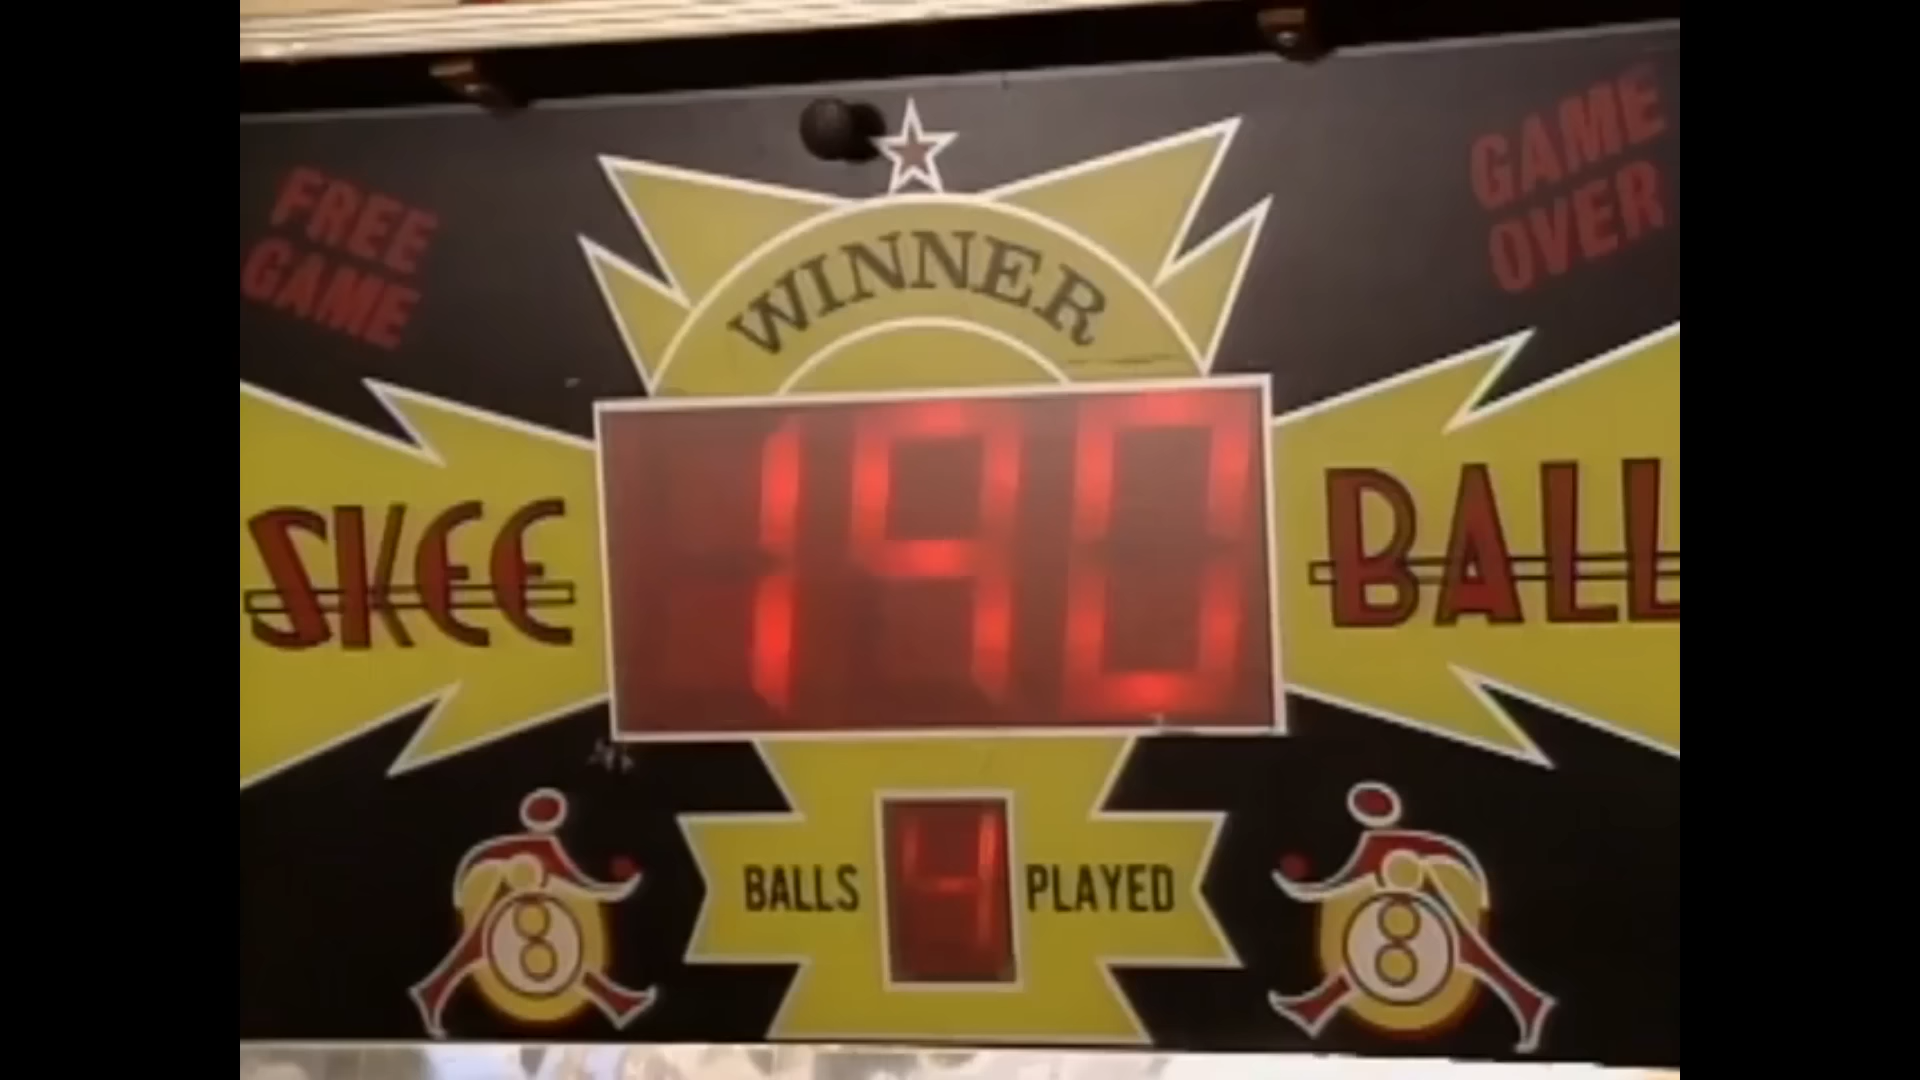 FREE
GAME
GAME
OVER
WINNER
SKEE
190
BALL
BALLS
4
PLAYED
8
8